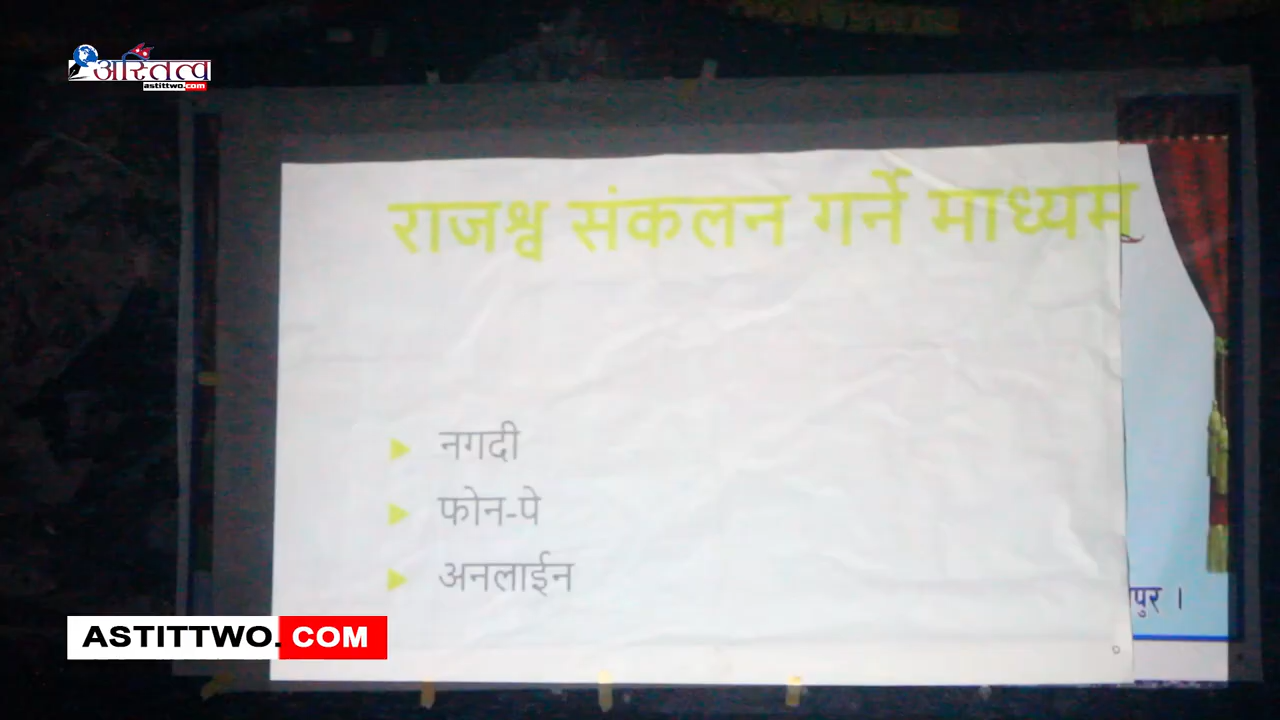 अस्तित्व
astittwo.com
राजश्व संकलन गर्ने माध्यम
नगदी
फोन-पे
अनलाईन
पुर ।
ASTITTWO.COM